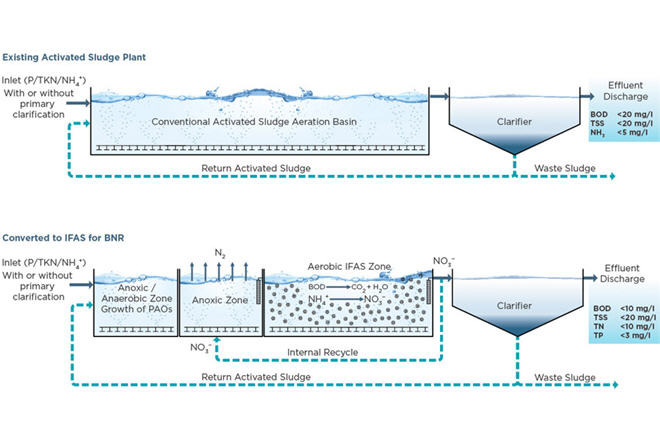 Existing Activated Sludge Plant
Inlet (P/TKN/NH₄⁺)
With or without
primary
clarification
Conventional Activated Sludge Aeration Basin
Clarifier
Effluent
Discharge
BOD <20 mg/l
TSS <20 mg/l
NH₃ <5 mg/l
Return Activated Sludge
Waste Sludge
Converted to IFAS for BNR
Inlet (P/TKN/NH₄⁺)
With or without
primary
clarification
Anoxic /
Anaerobic Zone
Growth of PAOs
N₂
Anoxic Zone
Aerobic IFAS Zone
BOD CO₂ + H₂O
NH₄⁺ NO₃⁻
NO₃⁻
Clarifier
Effluent
Discharge
BOD <10 mg/l
TSS <20 mg/l
TN <10 mg/l
TP <3 mg/l
NO₃⁻
Internal Recycle
Return Activated Sludge
Waste Sludge